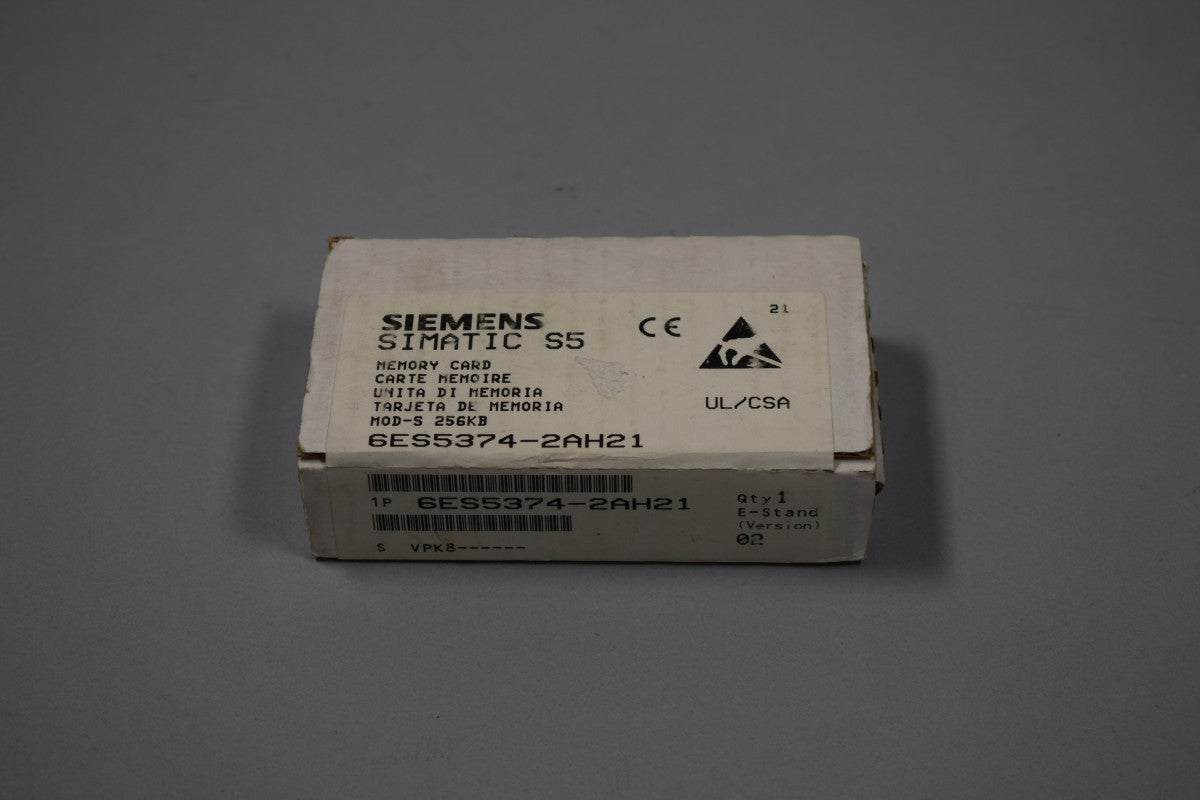 21
SIEMENS
SIMATIC S5
CE
MEMORY CARD
CARTE MEMOIRE
UNITA DI MEMORIA
TARJETA DE MEMORIA
UL/CSA
MOD-S 256KB
6ES5374-2AH21
1P 6ES5374-2AH21
Qty 1
E-Stand
(Version)
02
S VPK8------